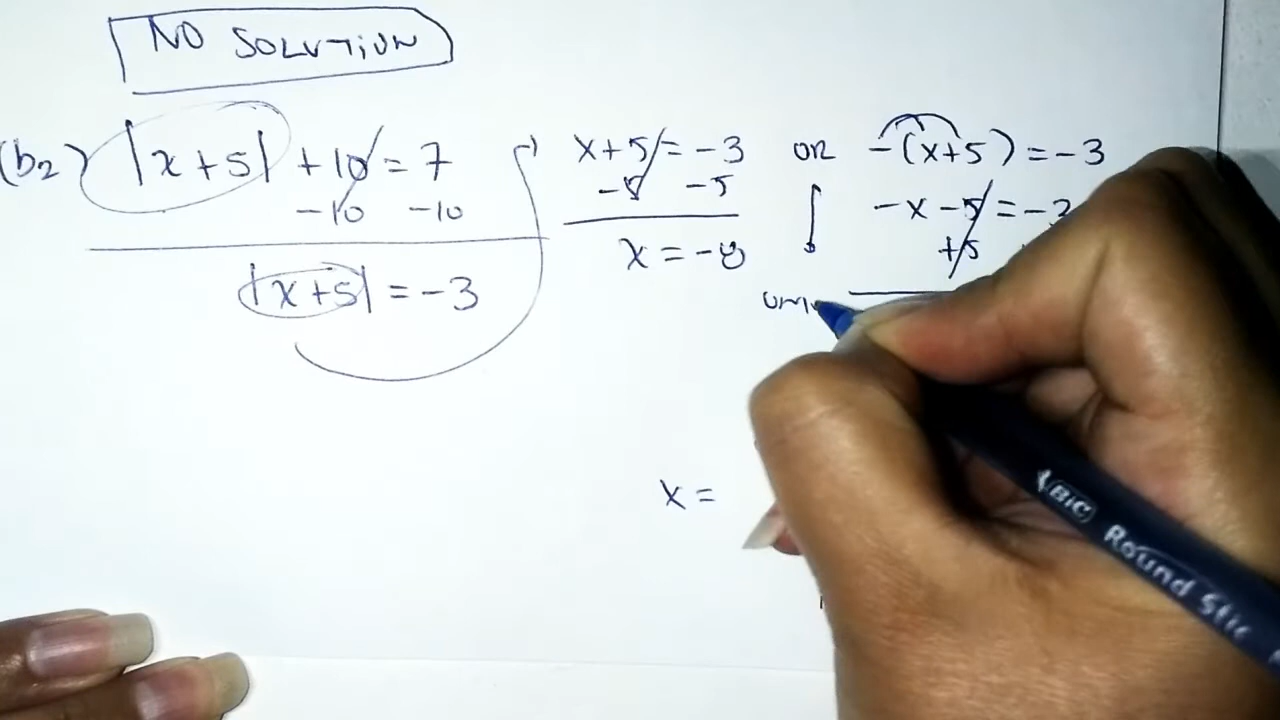 NO SOLUTION
(b2) |x+5| +10 = 7
-10 -10
|x+5| = -3
x+5 = -3 or -(x+5) = -3
-5 -5
x = -8
-x -5 = -3
+5
x =
BIC Round Stic